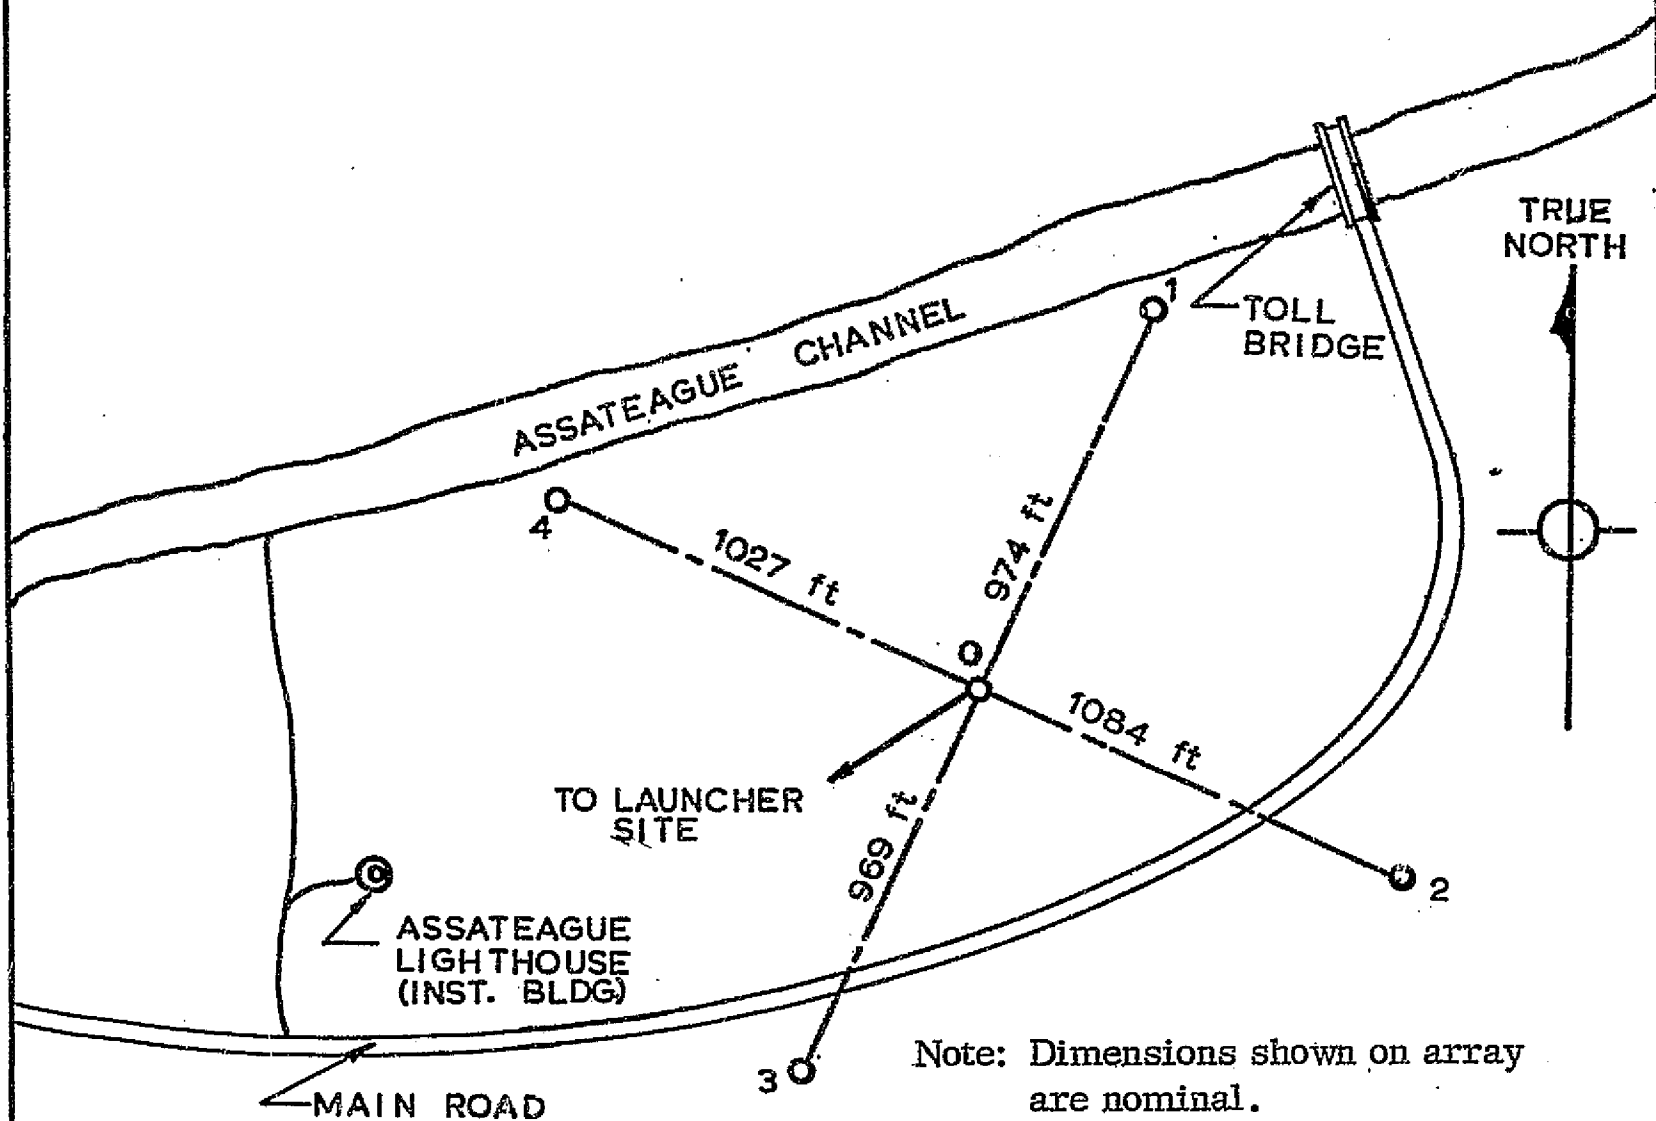 TRUE
NORTH
1
TOLL
BRIDGE
ASSATEAGUE CHANNEL
4
1027 ft
974 ft
O
1084 ft
TO LAUNCHER
SITE
969 ft
2
ASSATEAGUE
LIGHTHOUSE
(INST. BLDG)
3
MAIN ROAD
Note: Dimensions shown on array
are nominal.